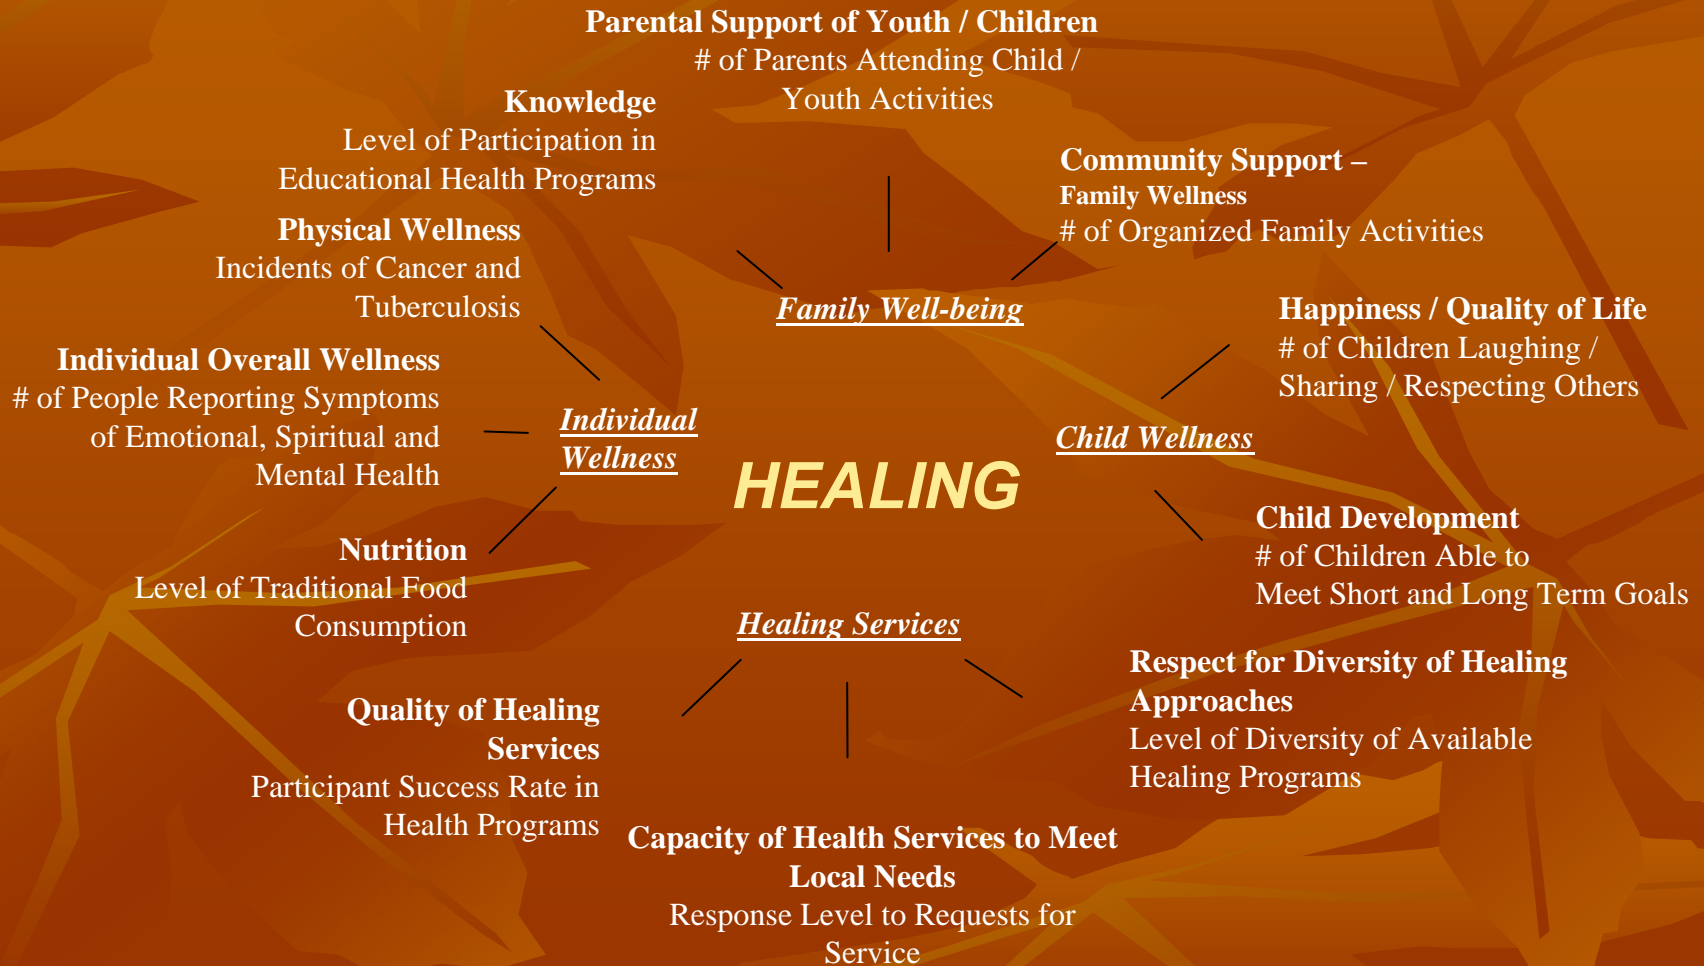 Parental Support of Youth / Children
# of Parents Attending Child /
Youth Activities
Knowledge
Level of Participation in
Educational Health Programs
Community Support –
Family Wellness
# of Organized Family Activities
Physical Wellness
Incidents of Cancer and
Tuberculosis
Family Well-being
Happiness / Quality of Life
# of Children Laughing /
Sharing / Respecting Others
Individual Overall Wellness
# of People Reporting Symptoms
of Emotional, Spiritual and
Mental Health
Individual
Wellness
Child Wellness
HEALING
Nutrition
Level of Traditional Food
Consumption
Child Development
# of Children Able to
Meet Short and Long Term Goals
Healing Services
Respect for Diversity of Healing
Approaches
Level of Diversity of Available
Healing Programs
Quality of Healing
Services
Participant Success Rate in
Health Programs
Capacity of Health Services to Meet
Local Needs
Response Level to Requests for
Service